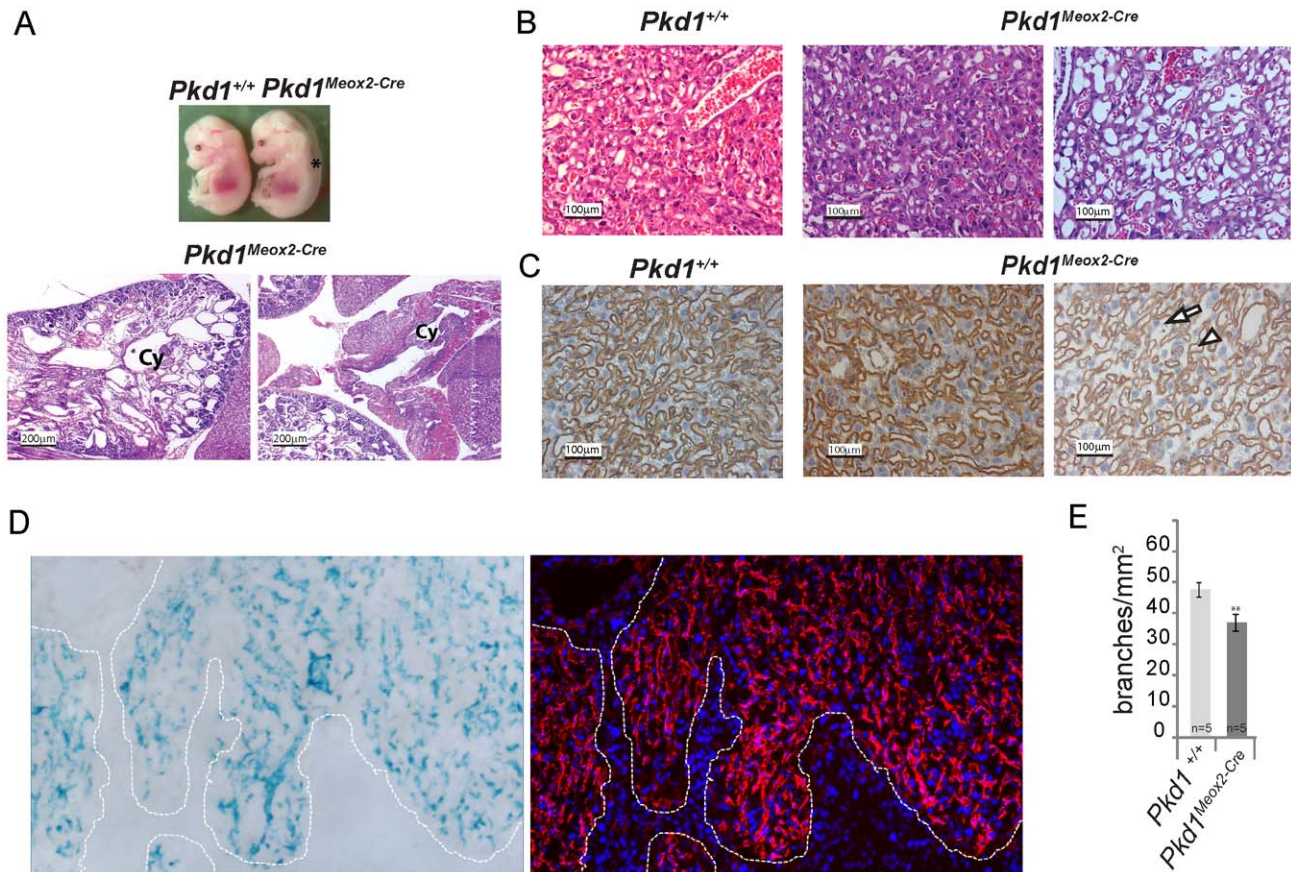 A
Pkd1+/+ Pkd1Meox2-Cre
*
Pkd1Meox2-Cre
Cy
200µm
Cy
200µm
B
Pkd1+/+
Pkd1Meox2-Cre
100µm
100µm
100µm
C
Pkd1+/+
Pkd1Meox2-Cre
100µm
100µm
100µm
D
E
branches/mm2
60
50
40
30
20
10
0
**
n=5
n=5
Pkd1+/+
Pkd1Meox2-Cre